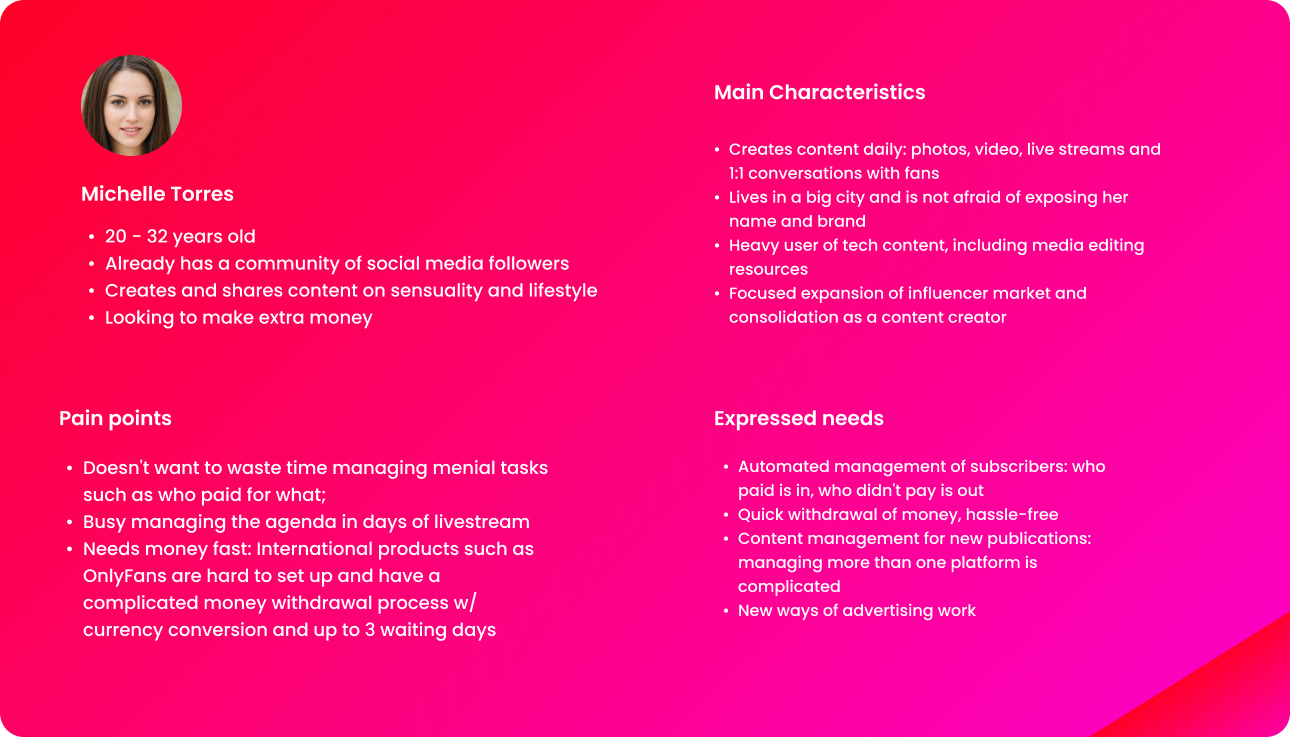 Michelle Torres
• 20 - 32 years old
• Already has a community of social media followers
• Creates and shares content on sensuality and lifestyle
• Looking to make extra money
Main Characteristics
• Creates content daily: photos, video, live streams and
1:1 conversations with fans
• Lives in a big city and is not afraid of exposing her
name and brand
• Heavy user of tech content, including media editing
resources
• Focused expansion of influencer market and
consolidation as a content creator
Pain points
• Doesn't want to waste time managing menial tasks
such as who paid for what;
• Busy managing the agenda in days of livestream
• Needs money fast: International products such as
OnlyFans are hard to set up and have a
complicated money withdrawal process w/
currency conversion and up to 3 waiting days
Expressed needs
• Automated management of subscribers: who
paid is in, who didn't pay is out
• Quick withdrawal of money, hassle-free
• Content management for new publications:
managing more than one platform is
complicated
• New ways of advertising work